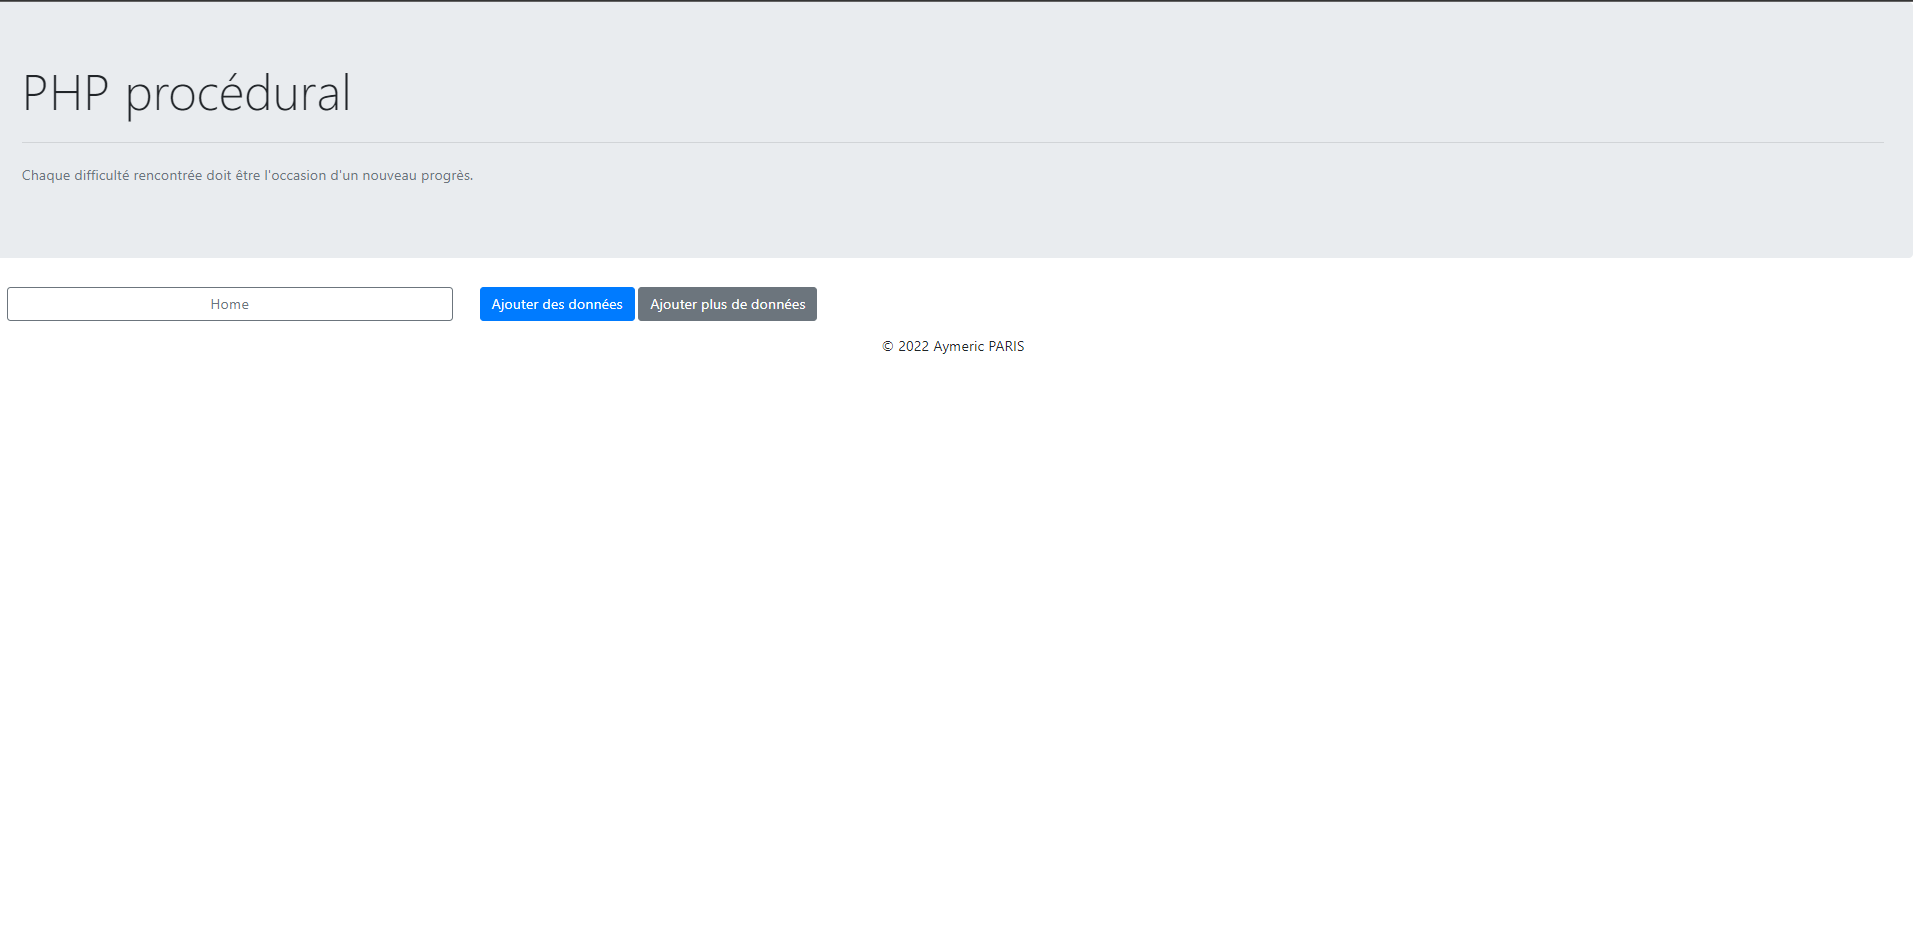 PHP procédural
Chaque difficulté rencontrée doit être l'occasion d'un nouveau progrès.
Home
Ajouter des données
Ajouter plus de données
© 2022 Aymeric PARIS